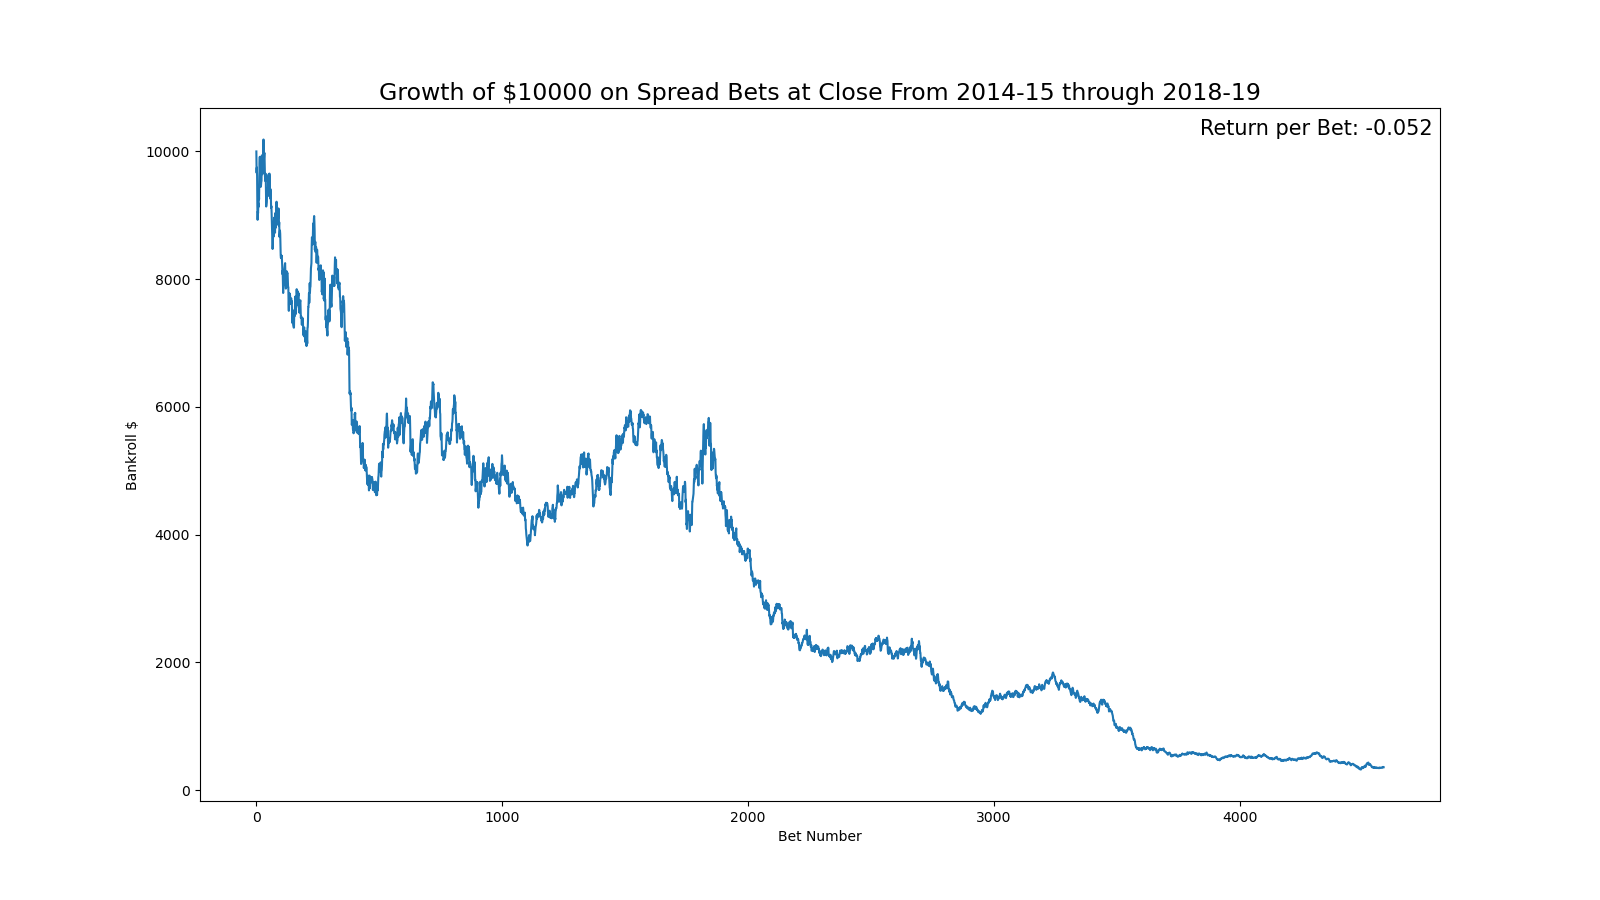 Growth of $10000 on Spread Bets at Close From 2014-15 through 2018-19
Return per Bet: -0.052
10000
8000
6000
4000
2000
0
Bankroll $
0 1000 2000 3000 4000
Bet Number